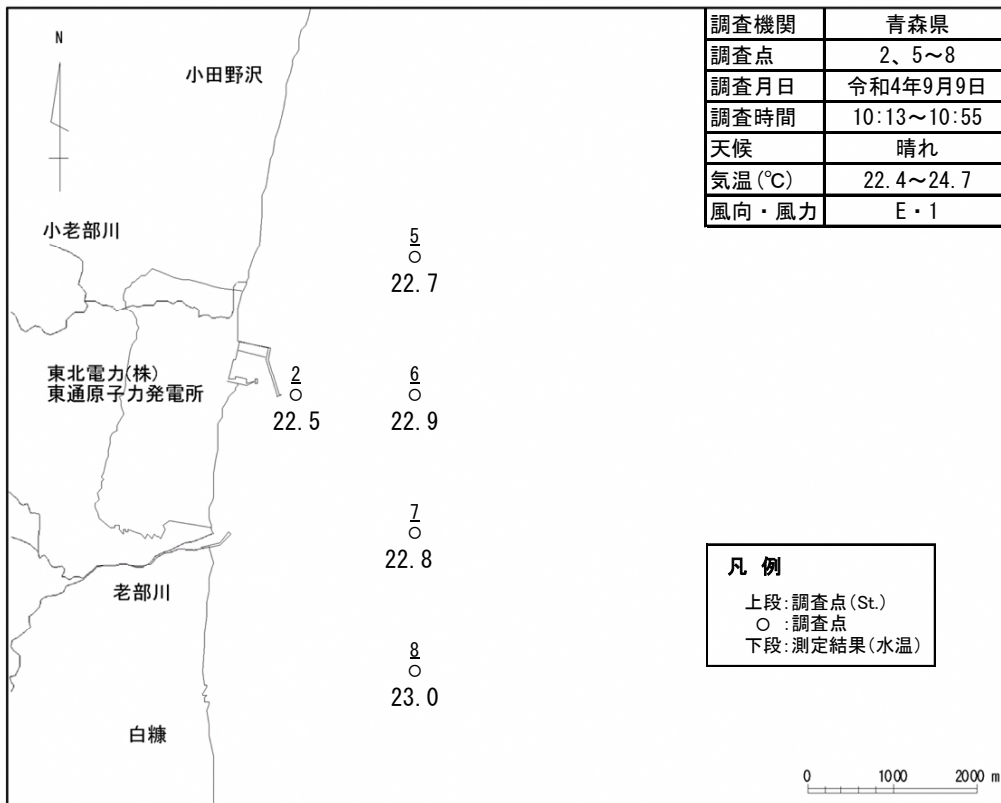 調査機関 青森県
調査点 2、5～8
調査月日 令和4年9月9日
調査時間 10:13～10:55
天候 晴れ
気温(℃) 22.4～24.7
風向・風力 E・1
N
小田野沢
小老部川
5
22.7
東北電力(株)
東通原子力発電所
2
22.5
6
22.9
7
22.8
老部川
8
23.0
白糠
凡 例
上段:調査点(St.)
○ :調査点
下段:測定結果(水温)
0 1000 2000 m